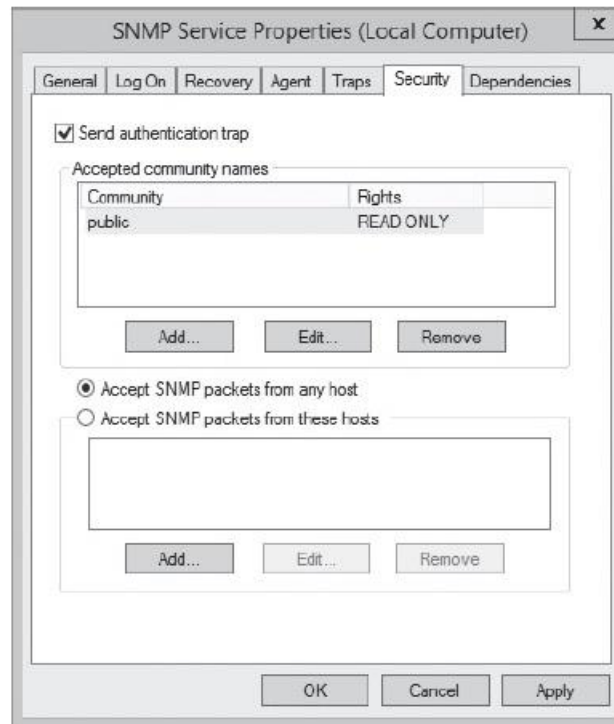 SNMP Service Properties (Local Computer)
x
General Log On Recovery Agent Traps Security Dependencies
Send authentication trap
Accepted community names
Community Rights
public READ ONLY
Add... Edit... Remove
Accept SNMP packets from any host
Accept SNMP packets from these hosts
Add... Edit... Remove
OK Cancel Apply